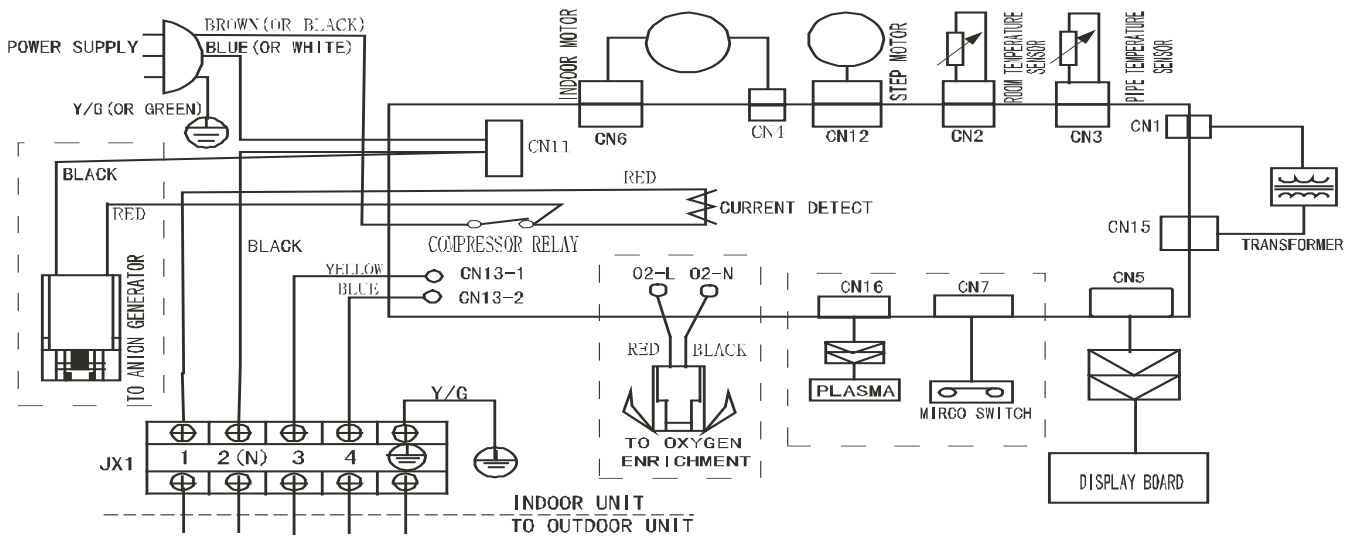 BROWN(OR BLACK)
POWER SUPPLY
BLUE(OR WHITE)
Y/G(OR GREEN)
INDOOR MOTOR
STEP MOTOR
ROOM TEMPERATURE
SENSOR
PIPE TEMPERATURE
SENSOR
CN6
CN4
CN12
CN2
CN3
CN1
CN11
BLACK
RED
RED
CURRENT DETECT
COMPRESSOR RELAY
BLACK
CN15
TRANSFORMER
TO ANION GENERATOR
YELLOW
CN13-1
BLUE
CN13-2
O2-L
O2-N
CN16
CN7
CN5
RED
BLACK
PLASMA
MIRCO SWITCH
Y/G
TO OXYGEN
ENRICHMENT
JX1
1
2(N)
3
4
DISPLAY BOARD
INDOOR UNIT
TO OUTDOOR UNIT